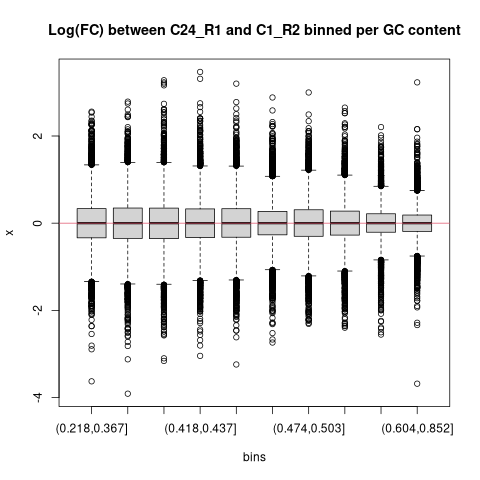 Log(FC) between C24_R1 and C1_R2 binned per GC content
2
0
-2
-4
x
(0.218,0.367]
(0.418,0.437]
(0.474,0.503]
(0.604,0.852]
bins